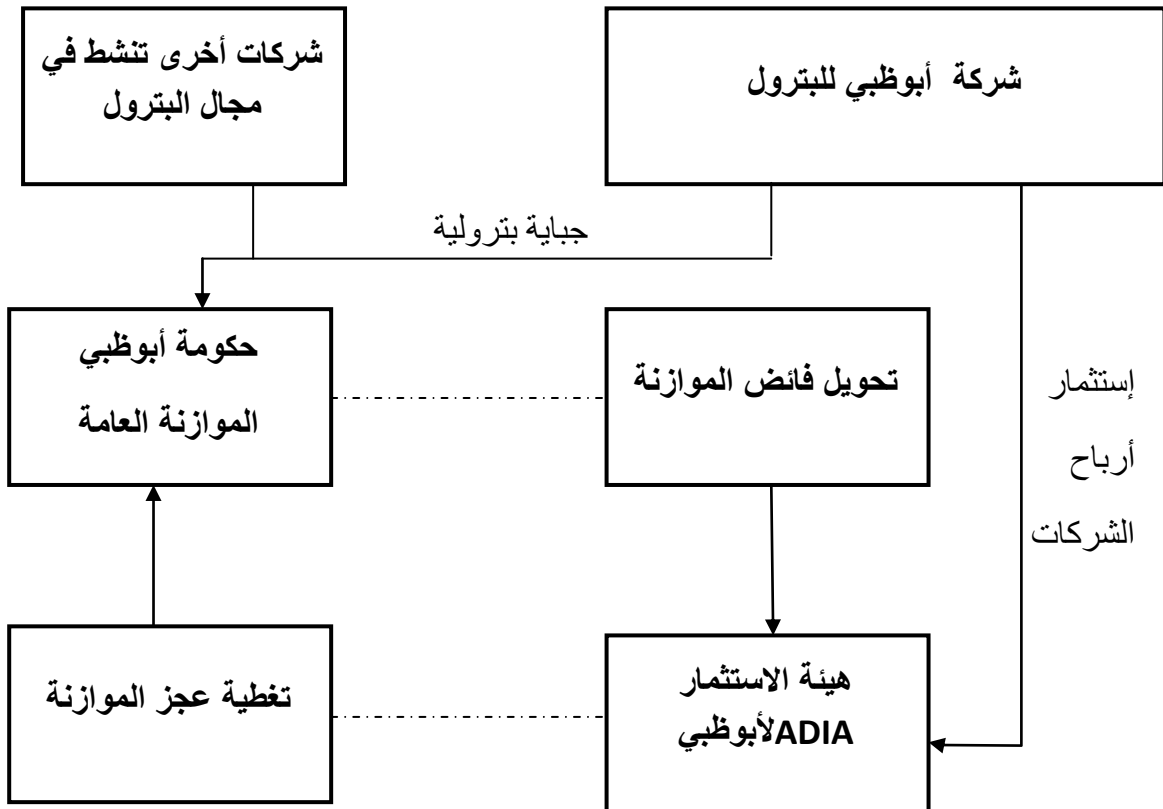 شركة أبوظبي للبترول
شركات أخرى تنشط في
مجال البترول
جباية بترولية
حكومة أبوظبي
الموازنة العامة
تحويل فائض الموازنة
إستثمار
أرباح
الشركات
تغطية عجز الموازنة
هيئة الاستثمار
ADIAلأبوظبي